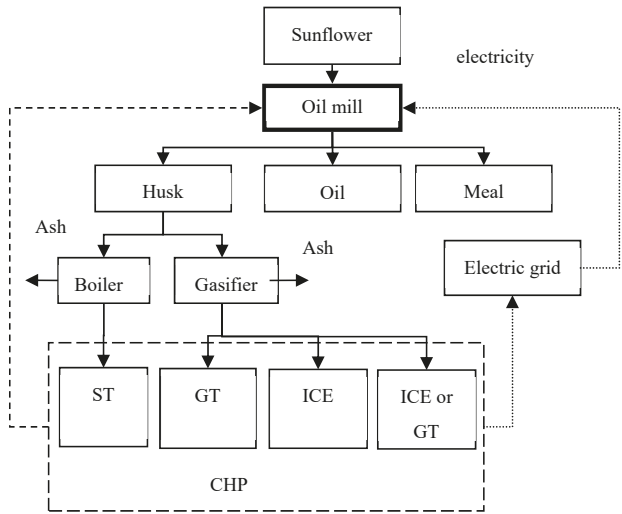 Sunflower
electricity
Oil mill
Husk
Oil
Meal
Ash
Ash
Electric grid
Boiler
Gasifier
ST
GT
ICE
ICE or
GT
CHP